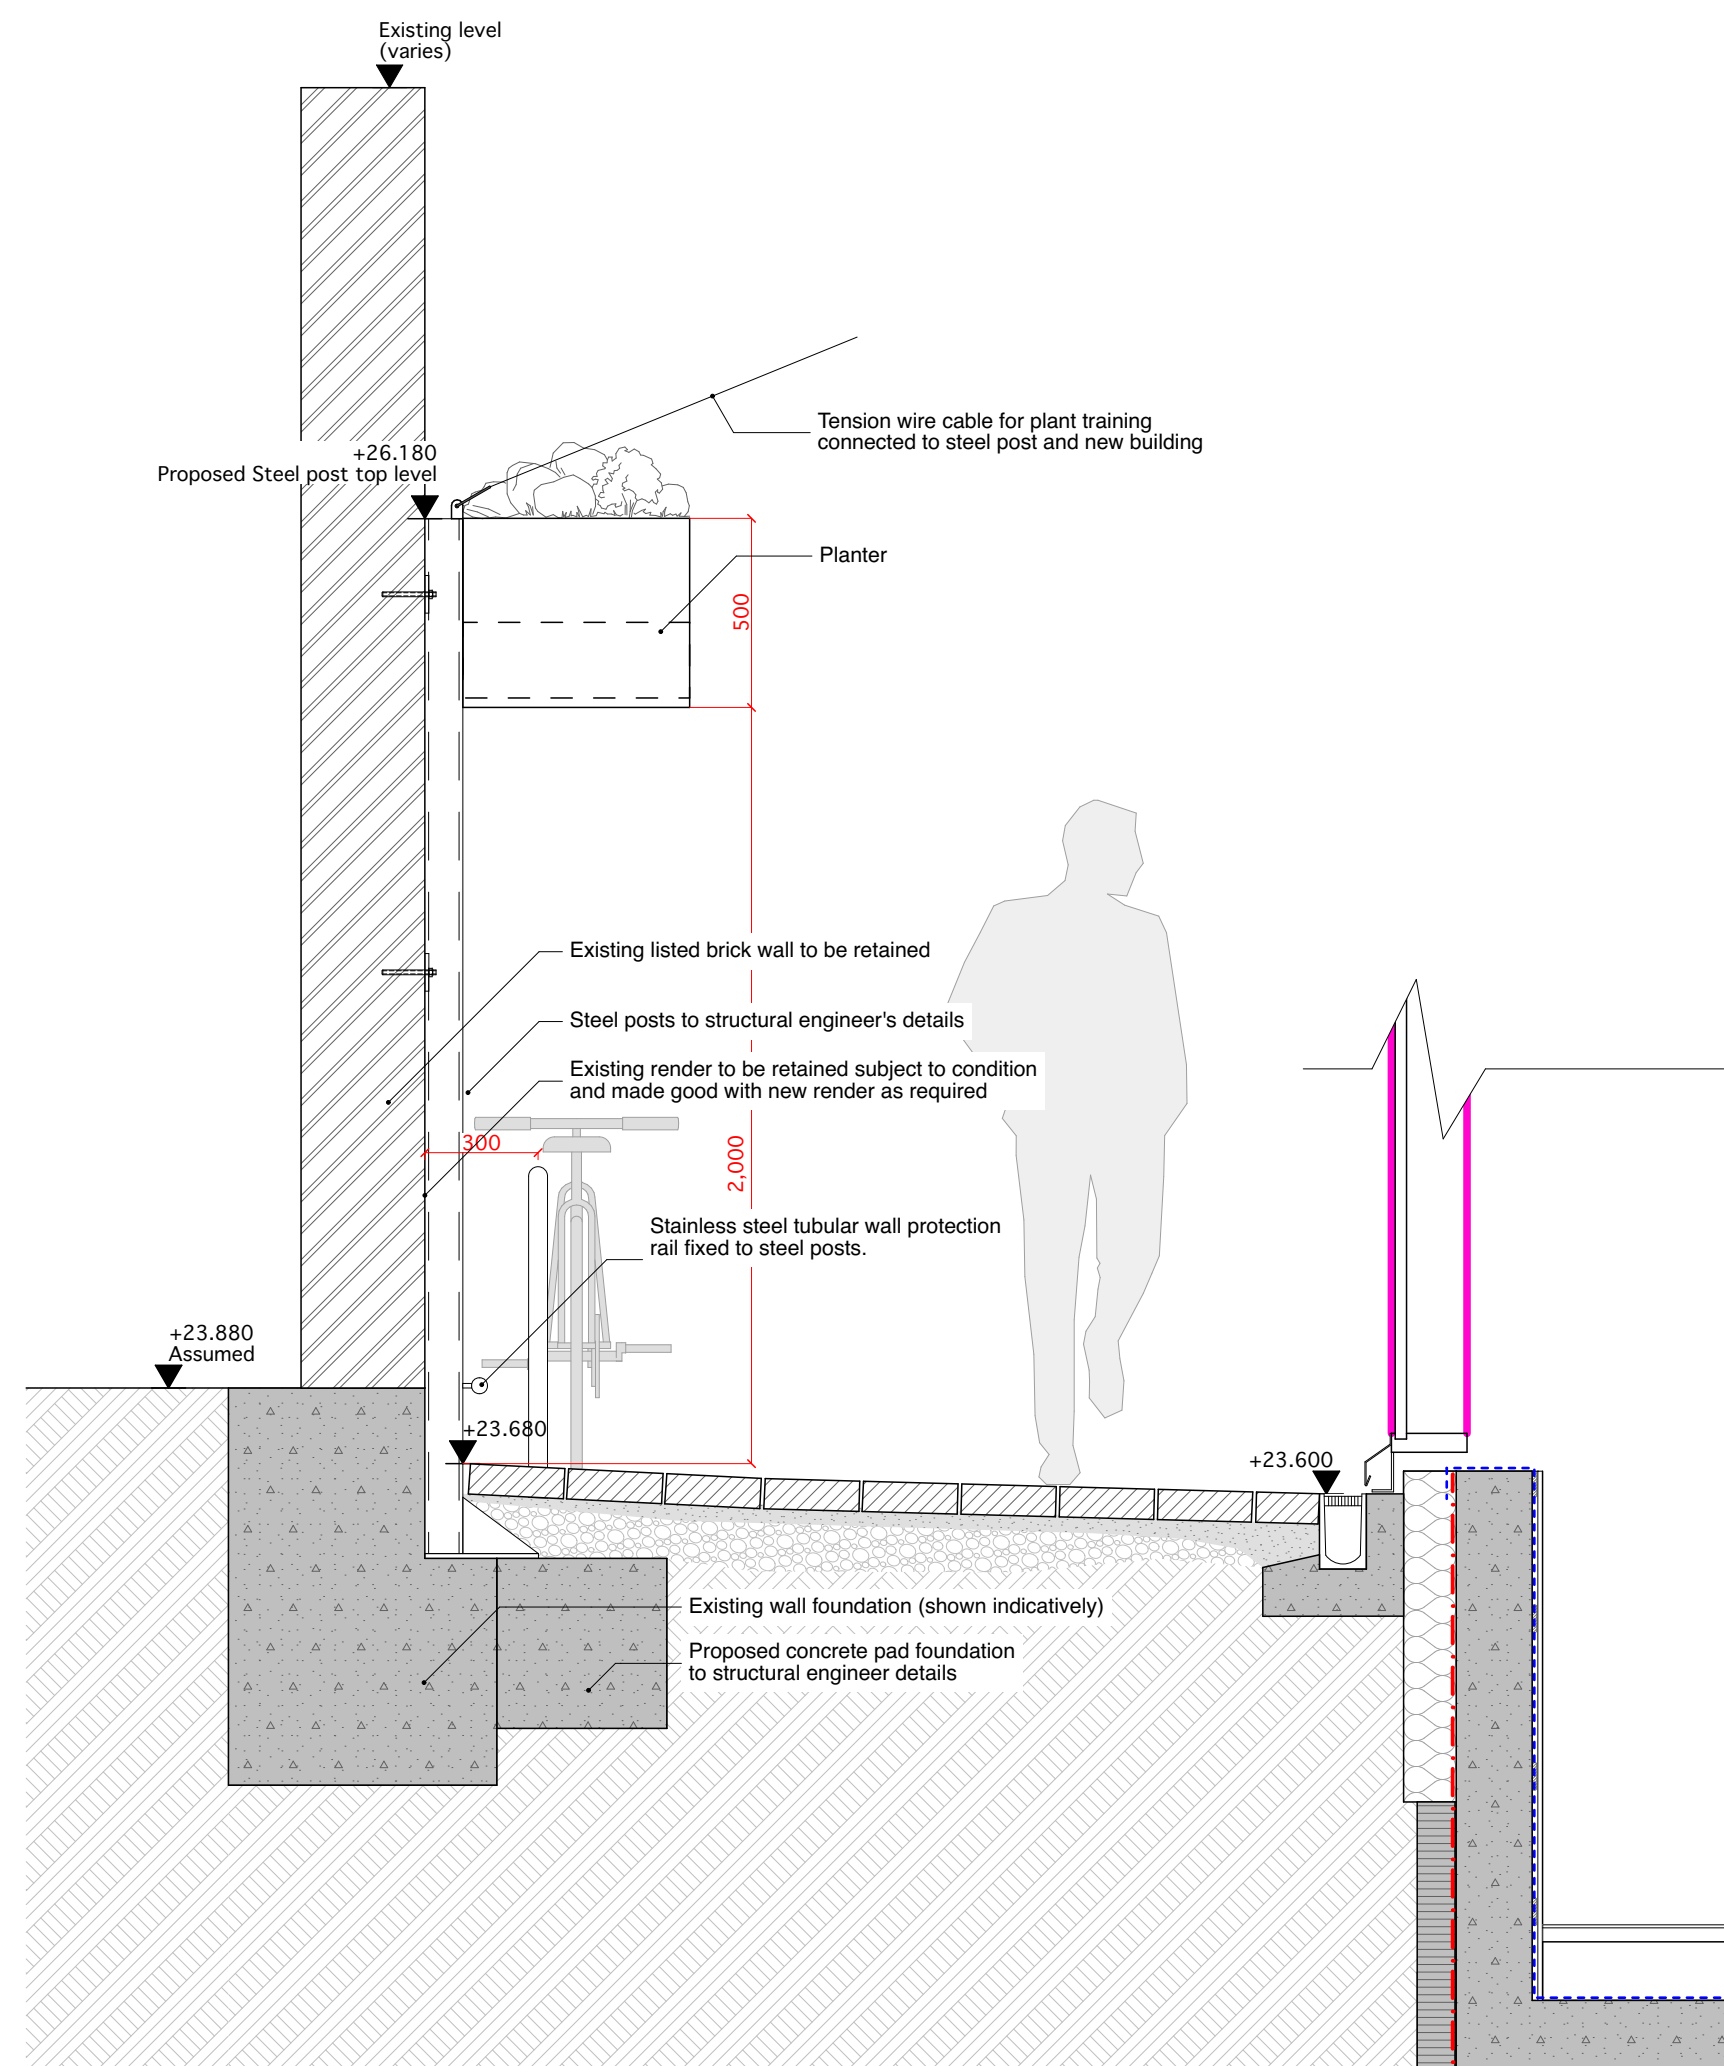 Existing level
(varies)
Tension wire cable for plant training
connected to steel post and new building
+26.180
Proposed Steel post top level
Planter
500
Existing listed brick wall to be retained
Steel posts to structural engineer's details
Existing render to be retained subject to condition
and made good with new render as required
300
2,000
Stainless steel tubular wall protection
rail fixed to steel posts.
+23.880
Assumed
+23.680
+23.600
Existing wall foundation (shown indicatively)
Proposed concrete pad foundation
to structural engineer details